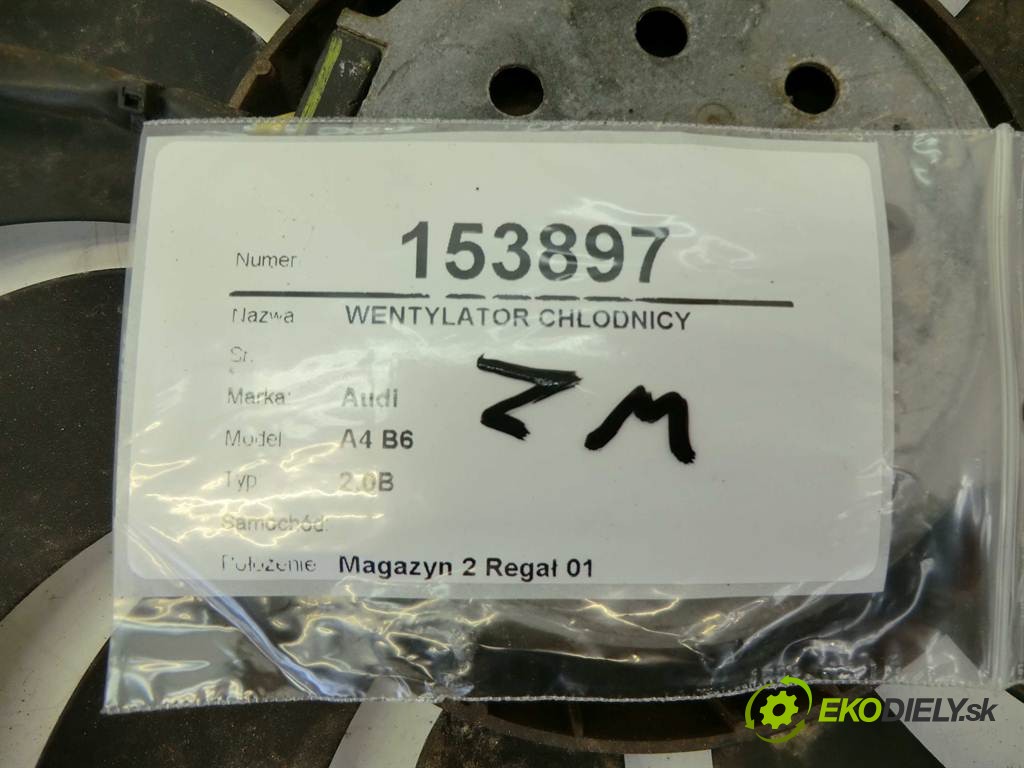 Numer 153897
Nazwa WENTYLATOR CHLODNICY
Sr.
Marka: Audi
Model A4 B6
Typ 2.0B
Samochód:
Położenie Magazyn 2 Regał 01
ZM
EKODIELY.sk